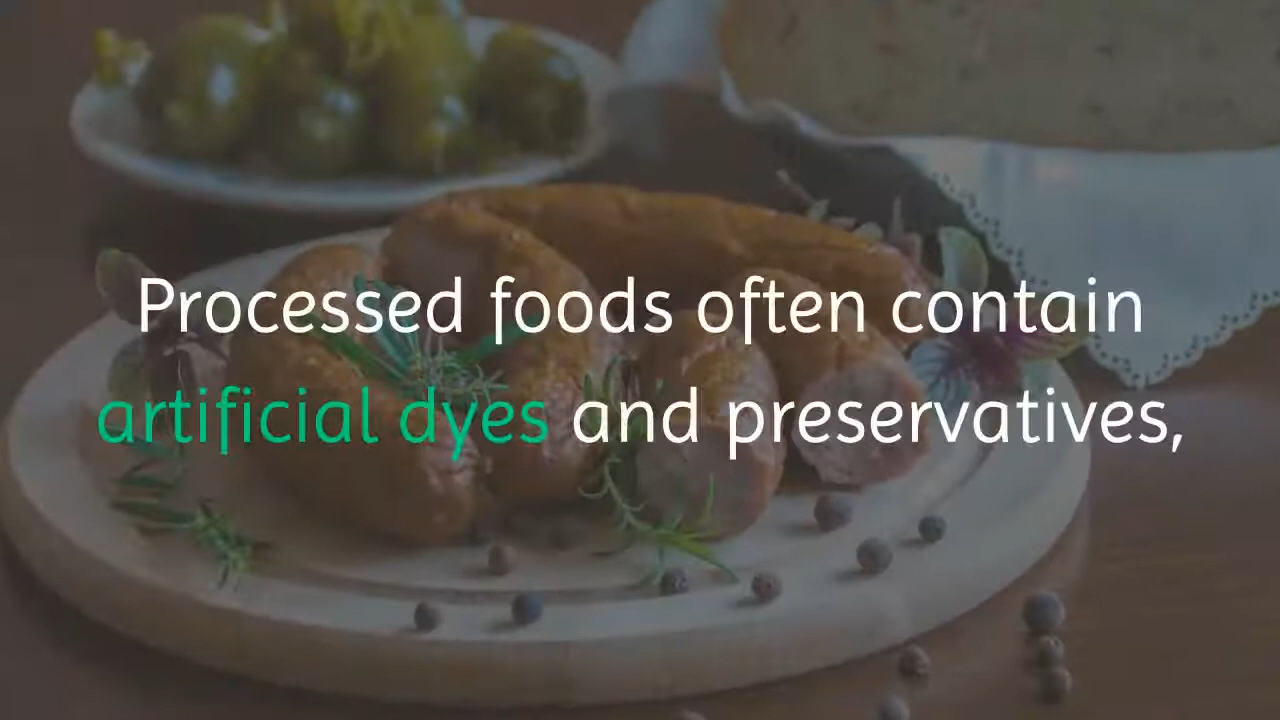 Processed foods often contain
artificial dyes and preservatives,